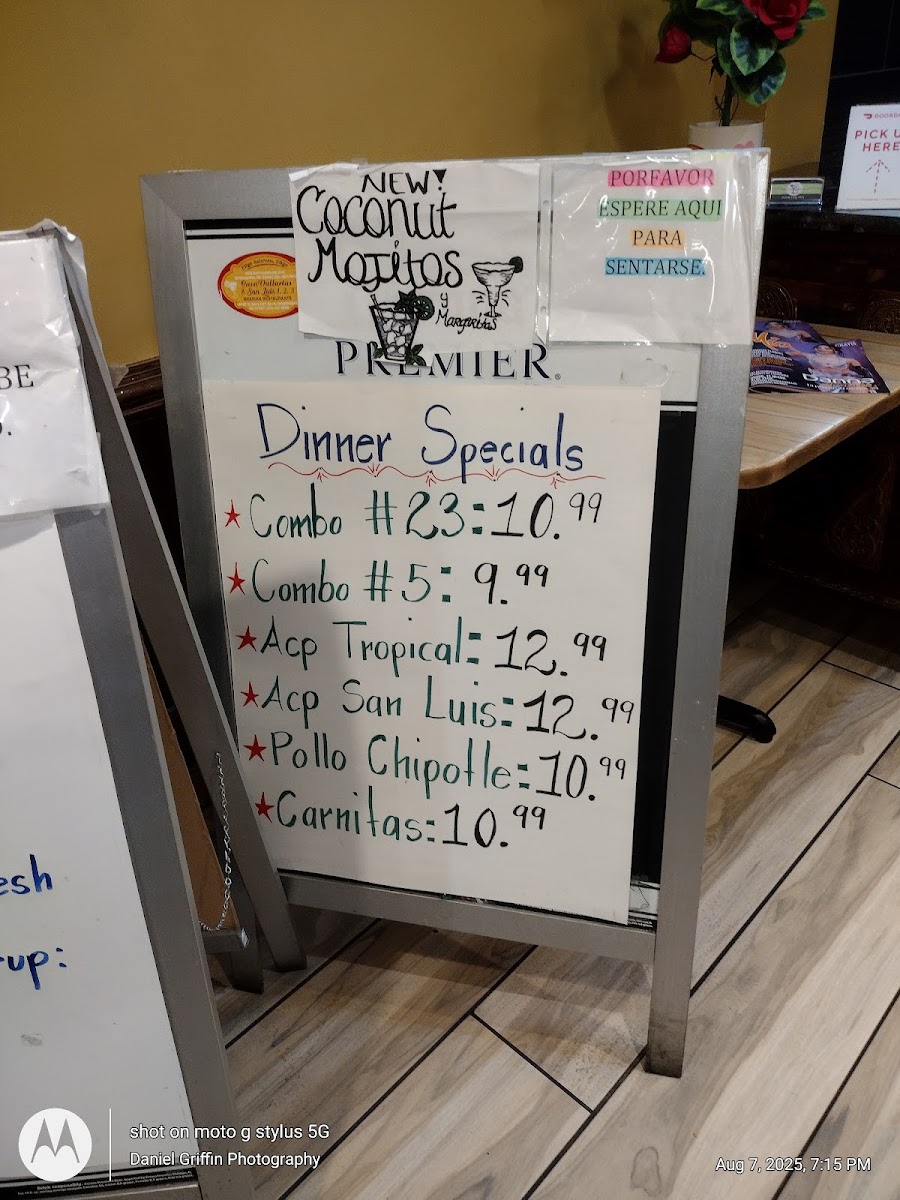 NEW!
Coconut
Mojitos
y
Margaritas
PORFAVOR
ESPERE AQUI
PARA
SENTARSE.
PREMIER
Dinner Specials
Combo #23: 10.99
Combo #5: 9.99
Acp Tropical: 12.99
Acp San Luis: 12.99
Pollo Chipotle: 10.99
Carnitas: 10.99
BE
esh
-up:
PICK U
HERE
Danna
shot on moto g stylus 5G
Daniel Griffin Photography
Aug 7, 2025, 7:15 PM